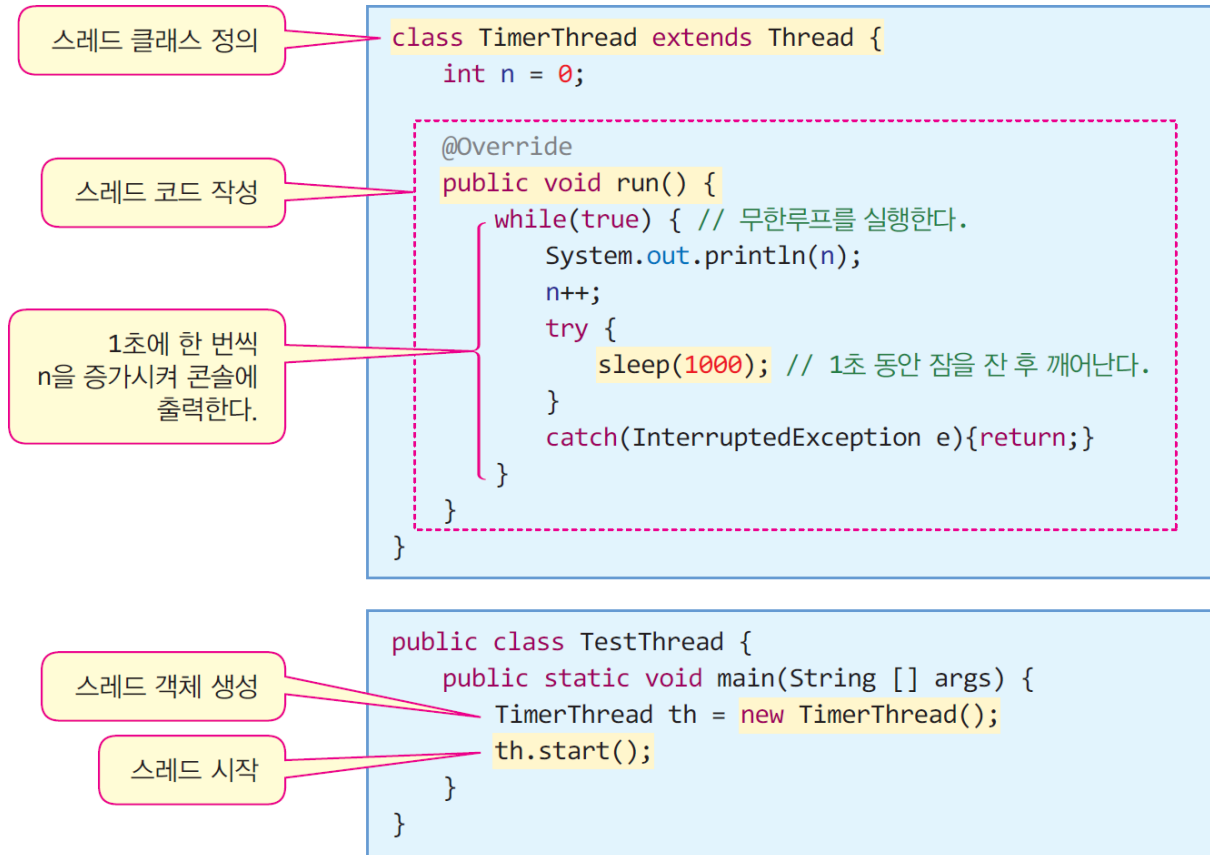 스레드 클래스 정의
class TimerThread extends Thread {
int n = 0;
@Override
스레드 코드 작성
public void run() {
while(true) { // 무한루프를 실행한다.
System.out.println(n);
n++;
try {
1초에 한 번씩
n을 증가시켜 콘솔에
출력한다.
sleep(1000); // 1초 동안 잠을 잔 후 깨어난다.
}
catch(InterruptedException e){return;}
}
}
}
public class TestThread {
public static void main(String [] args) {
스레드 객체 생성
TimerThread th = new TimerThread();
스레드 시작
th.start();
}
}